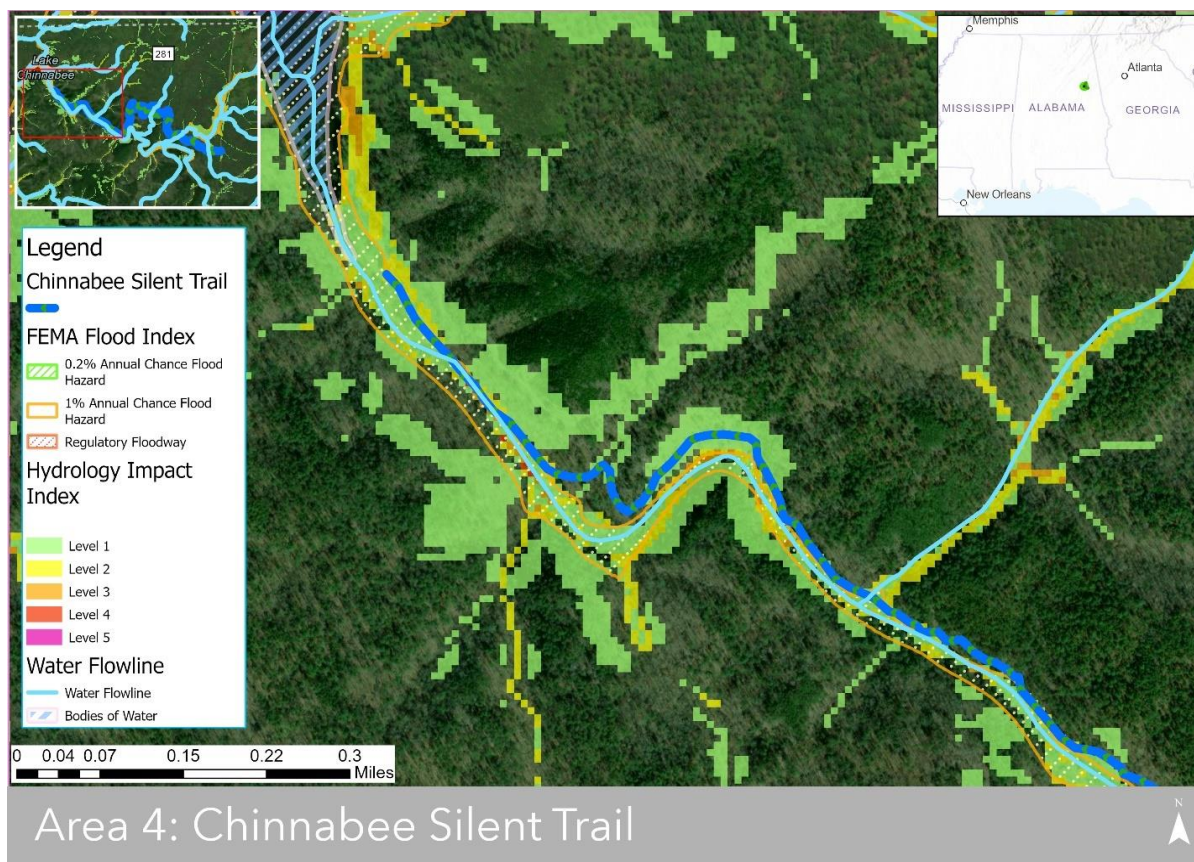 Lake
Chinnabee
281
Memphis
Atlanta
MISSISSIPPI
ALABAMA
GEORGIA
New Orleans
Legend
Chinnabee Silent Trail
FEMA Flood Index
0.2% Annual Chance Flood
Hazard
1% Annual Chance Flood
Hazard
Regulatory Floodway
Hydrology Impact
Index
Level 1
Level 2
Level 3
Level 4
Level 5
Water Flowline
Water Flowline
Bodies of Water
0 0.04 0.07 0.15 0.22 0.3
Miles
Area 4: Chinnabee Silent Trail
N